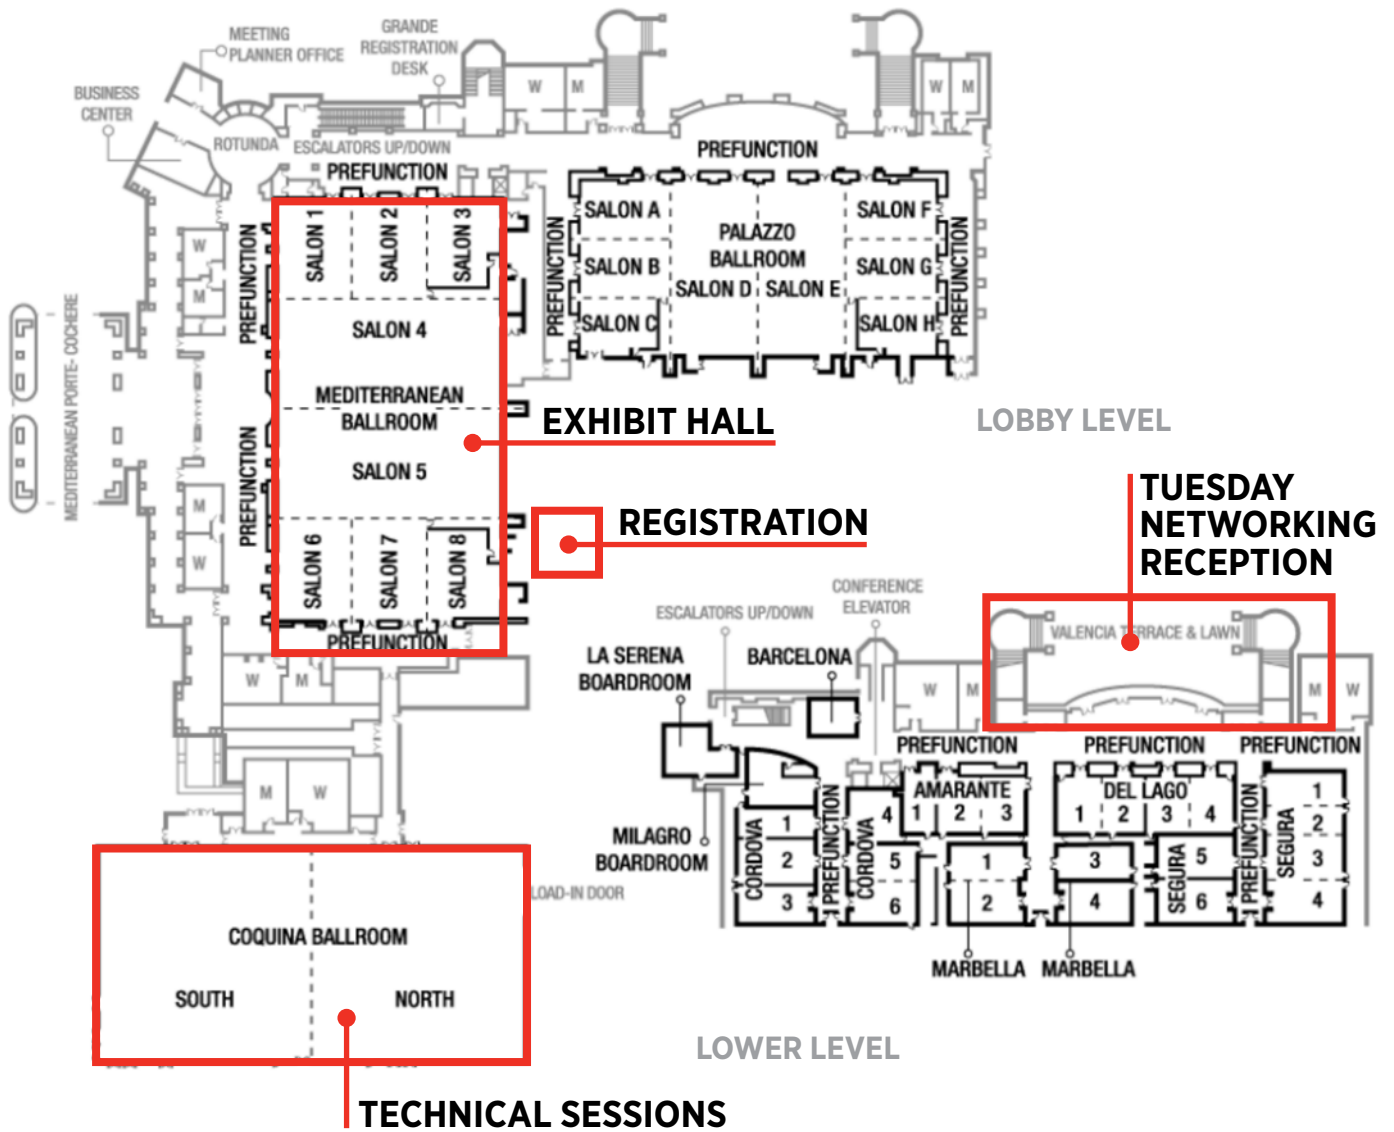 MEETING
PLANNER OFFICE
GRANDE
REGISTRATION
DESK
BUSINESS
CENTER
W
M
W
M
ROTUNDA
ESCALATORS UP/DOWN
PREFUNCTION
PREFUNCTION
SALON 1
SALON 2
SALON 3
PREFUNCTION
W
M
SALON 4
MEDITERRANEAN
BALLROOM
SALON 5
PREFUNCTION
M
W
SALON 6
SALON 7
SALON 8
PREFUNCTION
MEDITERRANEAN PORTE- COCHERE
PREFUNCTION
SALON A
SALON B
SALON C
PALAZZO
BALLROOM
SALON D
SALON E
SALON F
SALON G
SALON H
PREFUNCTION
EXHIBIT HALL
LOBBY LEVEL
REGISTRATION
TUESDAY
NETWORKING
RECEPTION
W
M
M
W
COQUINA BALLROOM
SOUTH
NORTH
LOAD-IN DOOR
TECHNICAL SESSIONS
ESCALATORS UP/DOWN
CONFERENCE
ELEVATOR
LA SERENA
BOARDROOM
BARCELONA
W
M
VALENCIA TERRACE & LAWN
M
W
PREFUNCTION
PREFUNCTION
PREFUNCTION
MILAGRO
BOARDROOM
CORDOVA
1
2
3
PREFUNCTION
CORDOVA
4
5
6
AMARANTE
1
2
3
1
2
MARBELLA
DEL LAGO
1
2
3
4
3
4
MARBELLA
SEGURA
5
6
PREFUNCTION
SEGURA
1
2
3
4
LOWER LEVEL